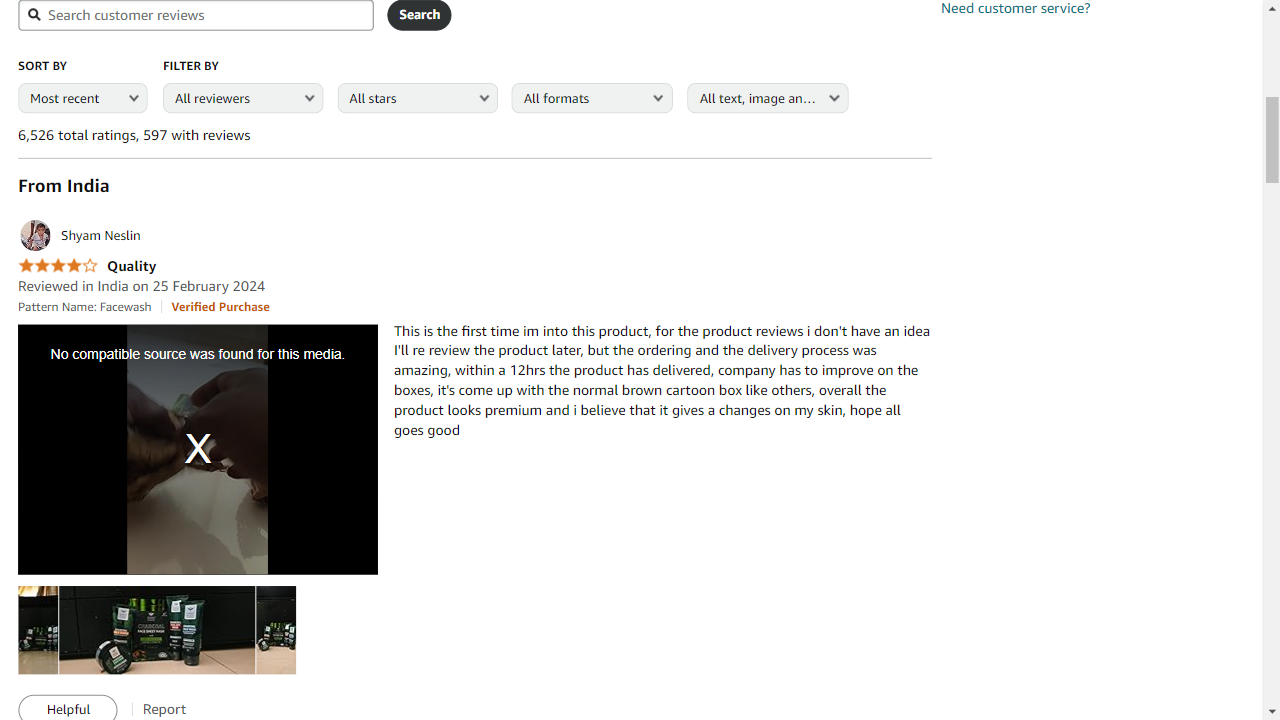 Search customer reviews
Search
Need customer service?
SORT BY
FILTER BY
Most recent
All reviewers
All stars
All formats
All text, image an...
6,526 total ratings, 597 with reviews
From India
Shyam Neslin
Quality
Reviewed in India on 25 February 2024
Pattern Name: Facewash
Verified Purchase
No compatible source was found for this media.
X
This is the first time im into this product, for the product reviews i don't have an idea
I'll re review the product later, but the ordering and the delivery process was
amazing, within a 12hrs the product has delivered, company has to improve on the
boxes, it's come up with the normal brown cartoon box like others, overall the
product looks premium and i believe that it gives a changes on my skin, hope all
goes good
CHARCOAL
FACE SHEET MASK
Helpful
Report